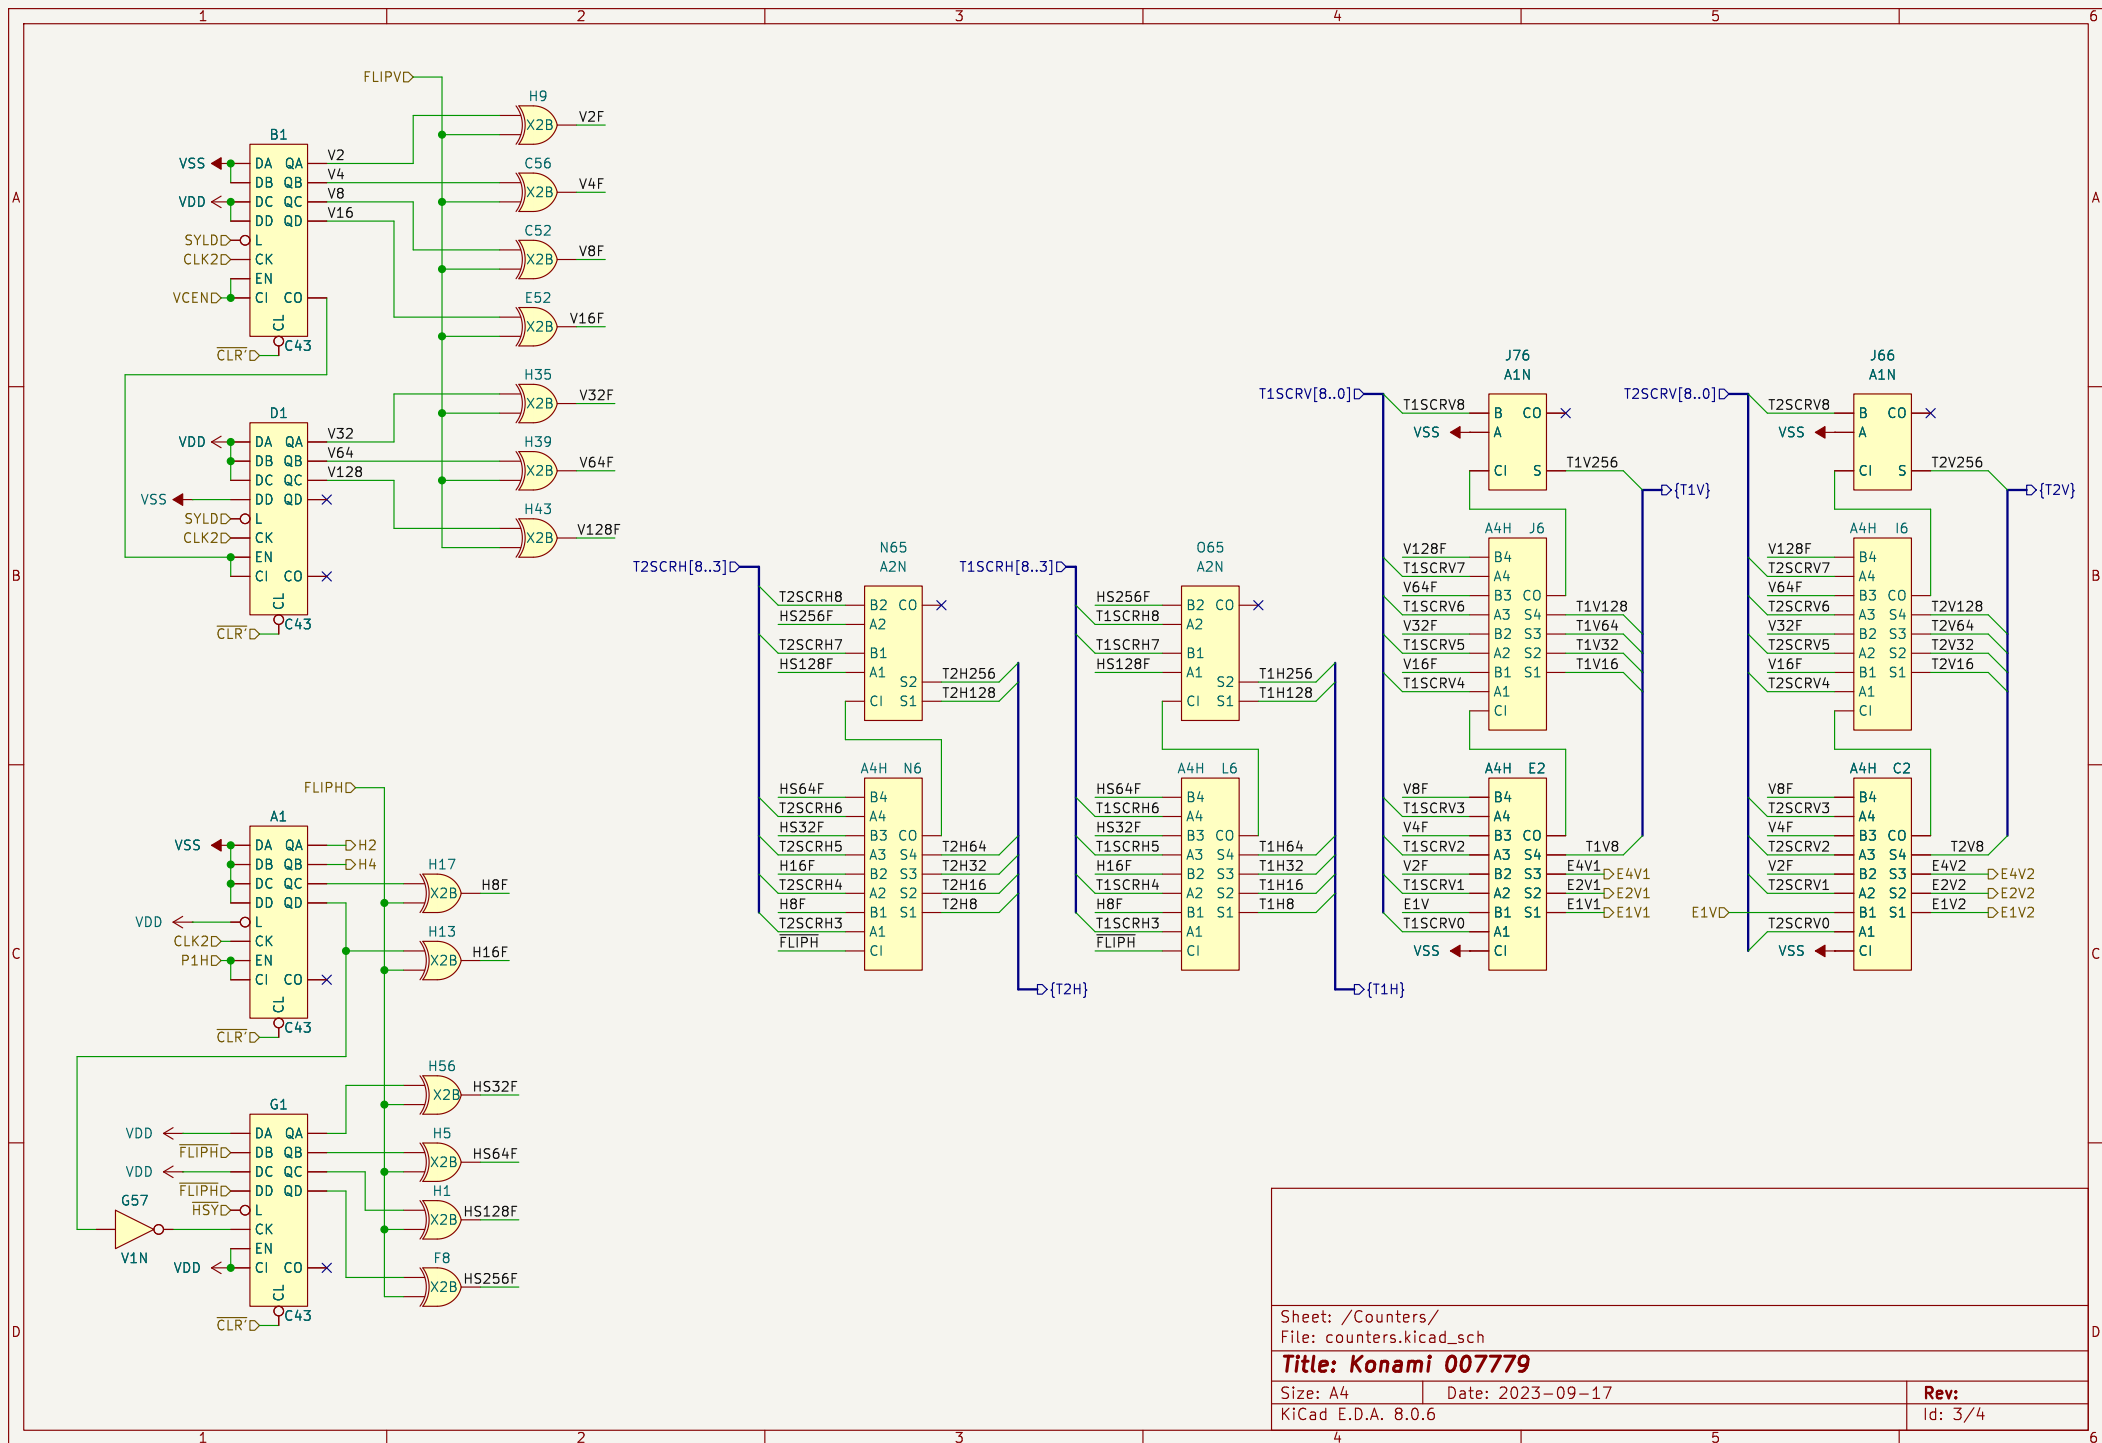 1 2 3 4 5 6
A
B
C
D
A
B
C
D
1 2 3 4 5 6
FLIPV
B1
VSS DA QA V2
DB QB V4
VDD DC QC V8
DD QD V16
SYLD L
CLK2 CK
EN
VCEN CI CO
CL
CLR' C43
H9
X2B V2F
C56
X2B V4F
C52
X2B V8F
E52
X2B V16F
D1
VDD DA QA V32
DB QB V64
DC QC V128
VSS DD QD
SYLD L
CLK2 CK
EN
CI CO
CL
CLR' C43
H35
X2B V32F
H39
X2B V64F
H43
X2B V128F
FLIPH
A1
VSS DA QA H2
DB QB H4
DC QC
DD QD
VDD L
CLK2 CK
P1H EN
CI CO
CL
CLR' C43
H17
X2B H8F
H13
X2B H16F
G1
VDD DA QA
FLIPH DB QB
VDD DC QC
FLIPH DD QD
HSY L
CK
EN
VDD CI CO
CL
CLR' C43
G57
V1N
H56
X2B HS32F
H5
X2B HS64F
H1
X2B HS128F
F8
X2B HS256F
T2SCRH[8..3]
N65
A2N
T2SCRH8 B2 CO
HS256F A2
T2SCRH7 B1
HS128F A1
S2 T2H256
CI S1 T2H128
A4H N6
HS64F B4
T2SCRH6 A4
HS32F B3 CO
T2SCRH5 A3 S4 T2H64
H16F B2 S3 T2H32
T2SCRH4 A2 S2 T2H16
H8F B1 S1 T2H8
T2SCRH3 A1
FLIPH CI
{T2H}
T1SCRH[8..3]
O65
A2N
HS256F B2 CO
T1SCRH8 A2
T1SCRH7 B1
HS128F A1
S2 T1H256
CI S1 T1H128
A4H L6
HS64F B4
T1SCRH6 A4
HS32F B3 CO
T1SCRH5 A3 S4 T1H64
H16F B2 S3 T1H32
T1SCRH4 A2 S2 T1H16
H8F B1 S1 T1H8
T1SCRH3 A1
FLIPH CI
{T1H}
T1SCRV[8..0]
J76
A1N
T1SCRV8 B CO
VSS A
CI S T1V256
{T1V}
A4H J6
V128F B4
T1SCRV7 A4
V64F B3 CO
T1SCRV6 A3 S4 T1V128
V32F B2 S3 T1V64
T1SCRV5 A2 S2 T1V32
V16F B1 S1 T1V16
T1SCRV4 A1
CI
A4H E2
V8F B4
T1SCRV3 A4
V4F B3 CO
T1SCRV2 A3 S4 T1V8
V2F B2 S3 E4V1 E4V1
T1SCRV1 A2 S2 E2V1 E2V1
E1V B1 S1 E1V1 E1V1
T1SCRV0 A1
VSS CI
T2SCRV[8..0]
J66
A1N
T2SCRV8 B CO
VSS A
CI S T2V256
{T2V}
A4H I6
V128F B4
T2SCRV7 A4
V64F B3 CO
T2SCRV6 A3 S4 T2V128
V32F B2 S3 T2V64
T2SCRV5 A2 S2 T2V32
V16F B1 S1 T2V16
T2SCRV4 A1
CI
A4H C2
V8F B4
T2SCRV3 A4
V4F B3 CO
T2SCRV2 A3 S4 T2V8
V2F B2 S3 E4V2 E4V2
T2SCRV1 A2 S2 E2V2 E2V2
E1V B1 S1 E1V2 E1V2
T2SCRV0 A1
VSS CI
Sheet: /Counters/
File: counters.kicad_sch
Title: Konami 007779
Size: A4 Date: 2023-09-17 Rev:
KiCad E.D.A. 8.0.6 Id: 3/4